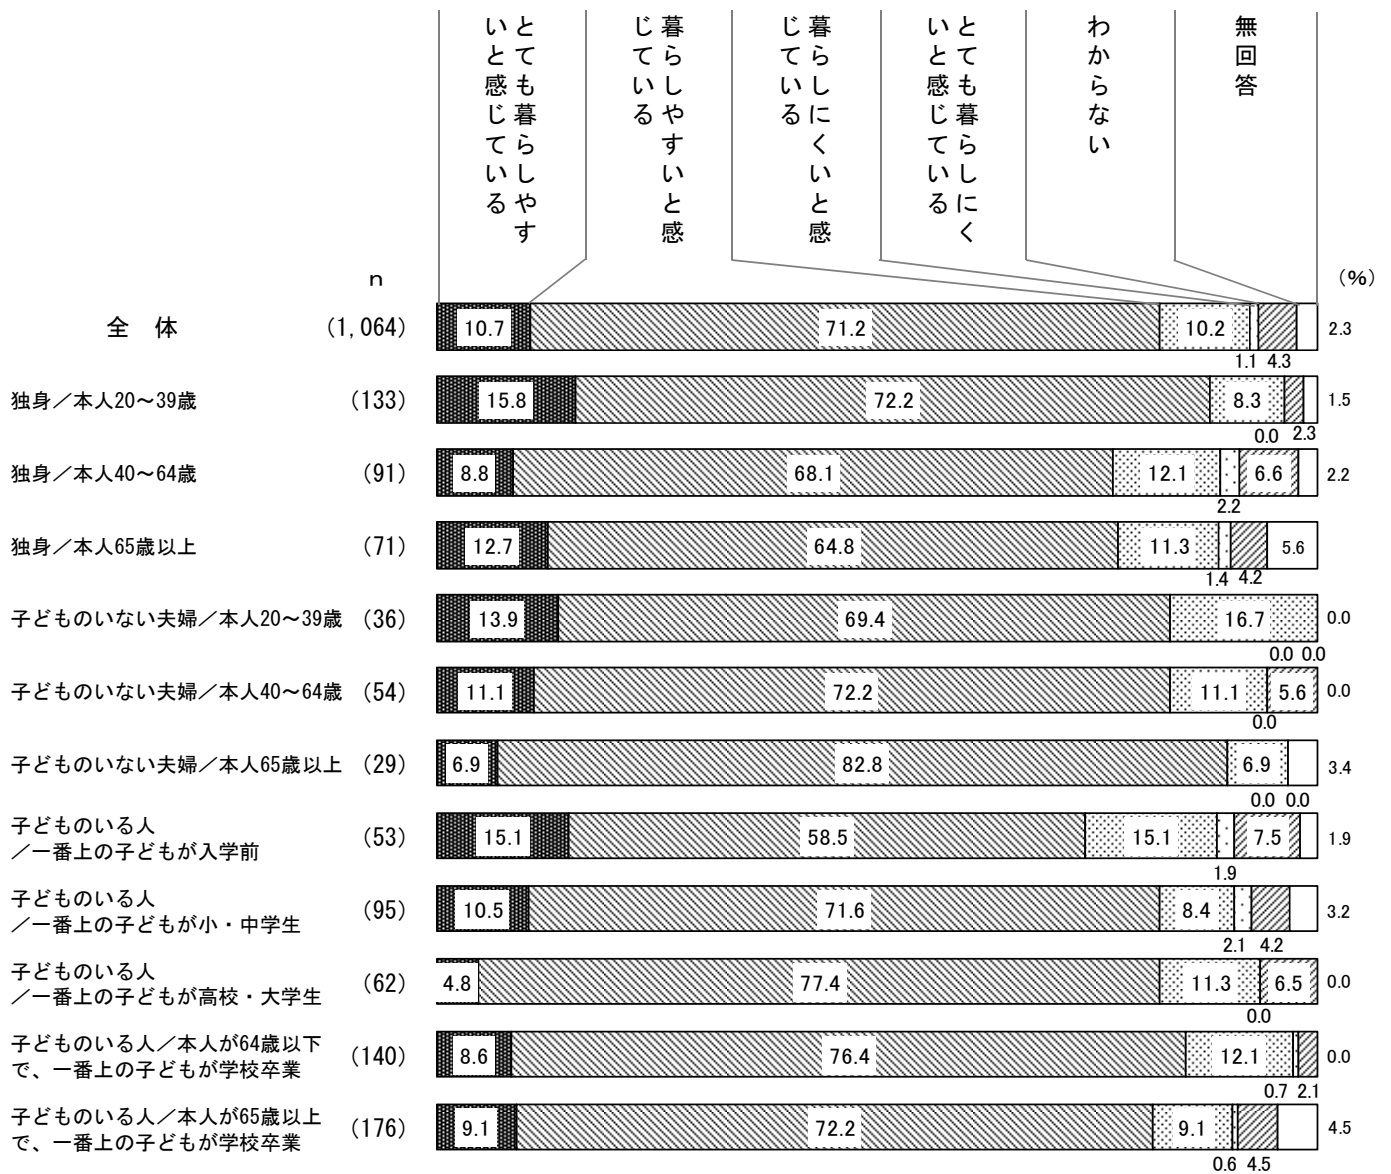 とても暮らしやす
いと感じている
暮らしやすいと感
じている
暮らしにくいと感
じている
とても暮らしにく
いと感じている
わからない
無回答
n
(%)
全 体 (1,064) 10.7 71.2 10.2 2.3
1.1 4.3
独身／本人20～39歳 (133) 15.8 72.2 8.3 1.5
0.0 2.3
独身／本人40～64歳 (91) 8.8 68.1 12.1 6.6 2.2
2.2
独身／本人65歳以上 (71) 12.7 64.8 11.3 5.6
1.4 4.2
子どものいない夫婦／本人20～39歳 (36) 13.9 69.4 16.7 0.0
0.0 0.0
子どものいない夫婦／本人40～64歳 (54) 11.1 72.2 11.1 5.6 0.0
0.0
子どものいない夫婦／本人65歳以上 (29) 6.9 82.8 6.9 3.4
0.0 0.0
子どものいる人
／一番上の子どもが入学前
(53) 15.1 58.5 15.1 7.5 1.9
1.9
子どものいる人
／一番上の子どもが小・中学生
(95) 10.5 71.6 8.4 3.2
2.1 4.2
子どものいる人
／一番上の子どもが高校・大学生
(62) 4.8 77.4 11.3 6.5 0.0
0.0
子どものいる人／本人が64歳以下
で、一番上の子どもが学校卒業
(140) 8.6 76.4 12.1 0.0
0.7 2.1
子どものいる人／本人が65歳以上
で、一番上の子どもが学校卒業
(176) 9.1 72.2 9.1 4.5
0.6 4.5